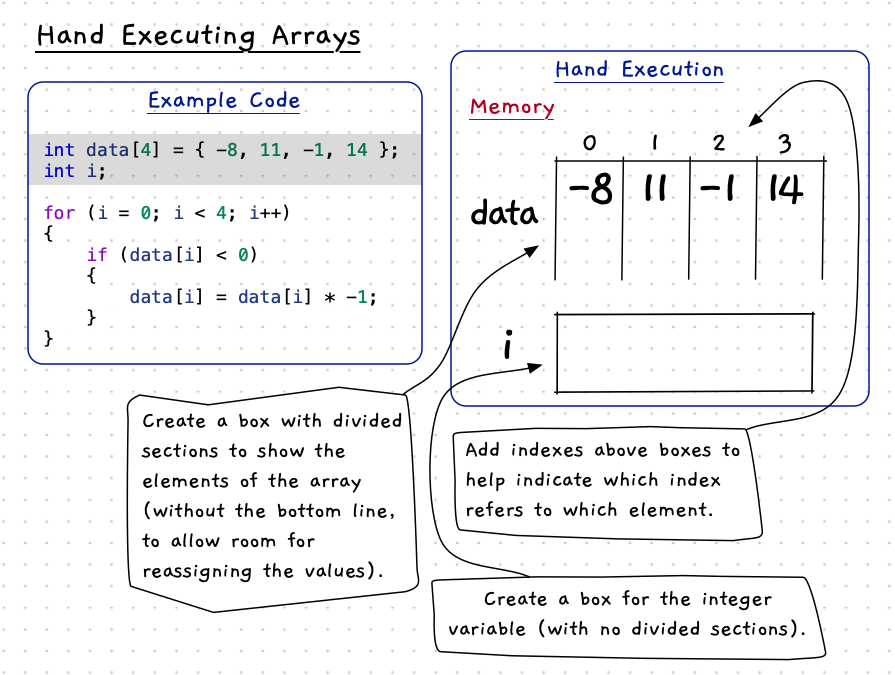 Hand Executing Arrays
Example Code
int data[4] = { -8, 11, -1, 14 };
int i;
for (i = 0; i < 4; i++)
{
if (data[i] < 0)
{
data[i] = data[i] * -1;
}
}
Hand Execution
Memory
0 1 2 3
data -8 11 -1 14
i
Create a box with divided
sections to show the
elements of the array
(without the bottom line,
to allow room for
reassigning the values).
Add indexes above boxes to
help indicate which index
refers to which element.
Create a box for the integer
variable (with no divided sections).